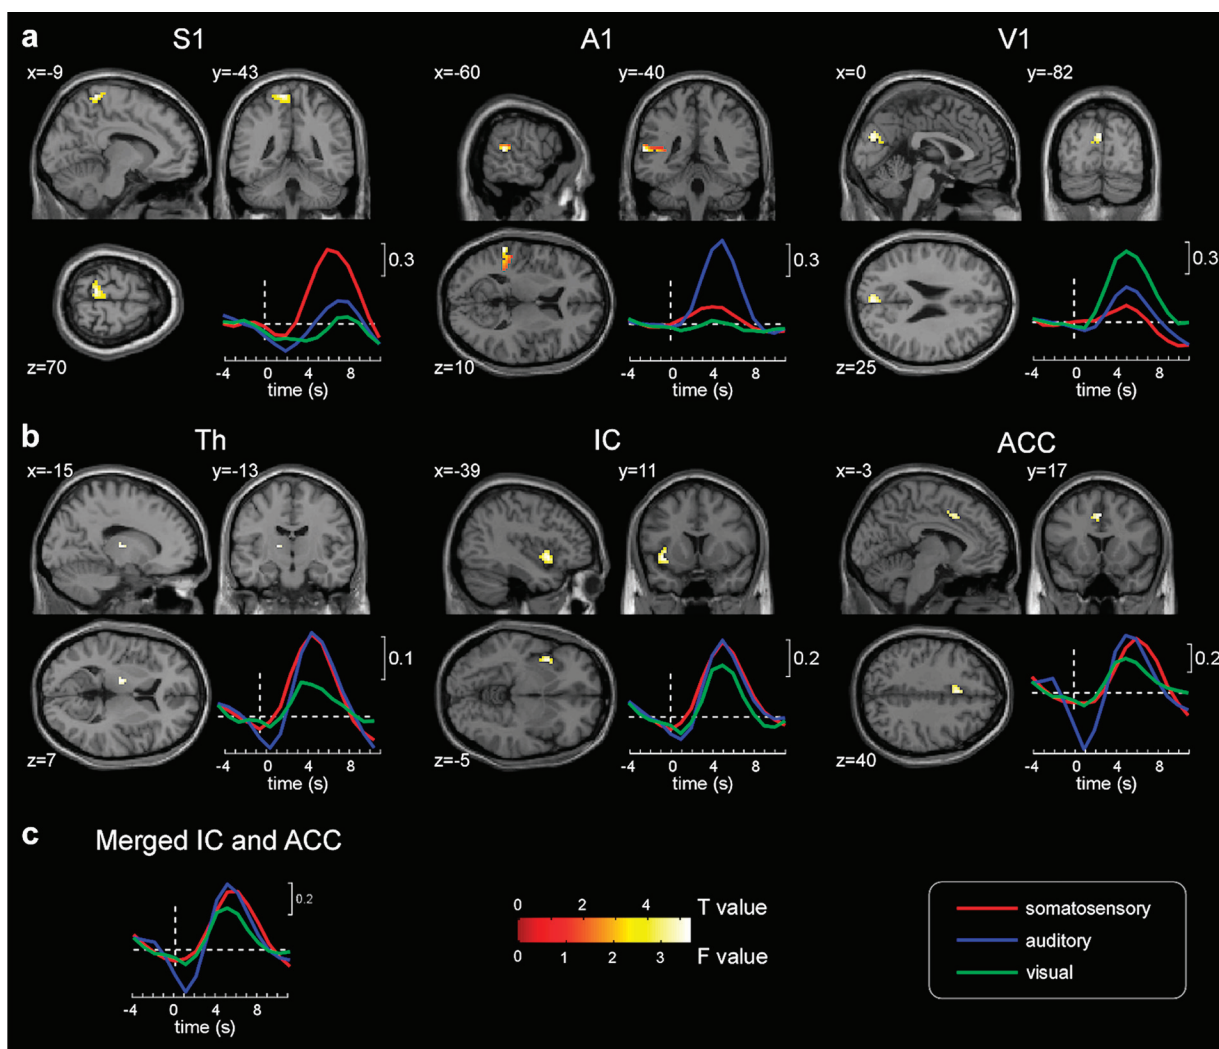 a
S1
A1
V1
x=-9
y=-43
x=-60
y=-40
x=0
y=-82
0.3
0.3
0.3
z=70
z=10
z=25
-4 0 4 8
-4 0 4 8
-4 0 4 8
time (s)
time (s)
time (s)
b
Th
IC
ACC
x=-15
y=-13
x=-39
y=11
x=-3
y=17
0.1
0.2
0.2
z=7
z=-5
z=40
-4 0 4 8
-4 0 4 8
-4 0 4 8
time (s)
time (s)
time (s)
c
Merged IC and ACC
0.2
-4 0 4 8
time (s)
0 2 4
T value
0 1 2 3
F value
somatosensory
auditory
visual